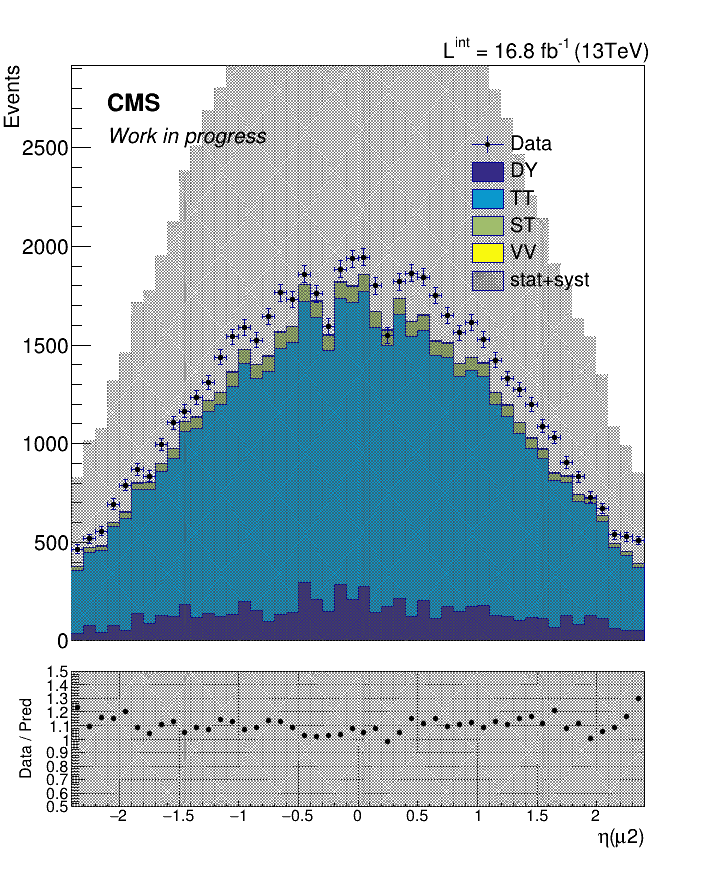 L^int = 16.8 fb^-1 (13TeV)
Events
CMS
Work in progress
Data
DY
TT
ST
VV
stat+syst
2500
2000
1500
1000
500
0
Data / Pred
1.5
1.4
1.3
1.2
1.1
1
0.9
0.8
0.7
0.6
0.5
−2 −1.5 −1 −0.5 0 0.5 1 1.5 2
η(μ2)